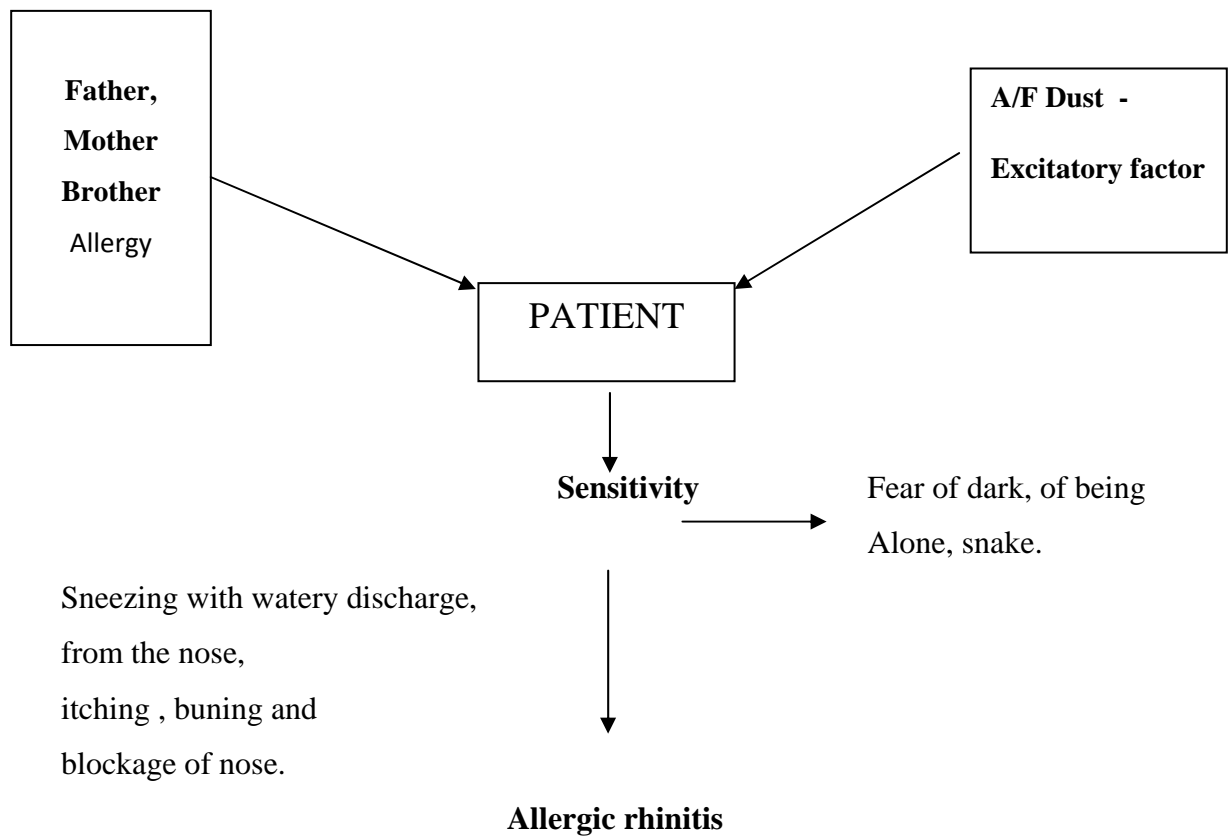 Father,
Mother
Brother
Allergy
A/F Dust -
Excitatory factor
PATIENT
Sensitivity
Fear of dark, of being
Alone, snake.
Sneezing with watery discharge,
from the nose,
itching , buning and
blockage of nose.
Allergic rhinitis